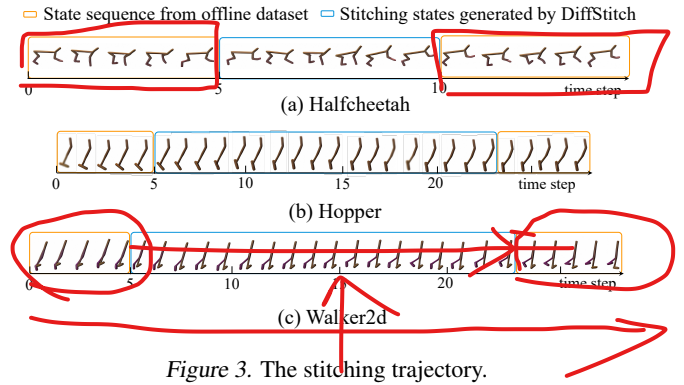 State sequence from offline dataset Stitching states generated by DiffStitch
0 5 10 time step
(a) Halfcheetah
0 5 10 15 20 time step
(b) Hopper
0 5 10 15 20 time step
(c) Walker2d
Figure 3. The stitching trajectory.